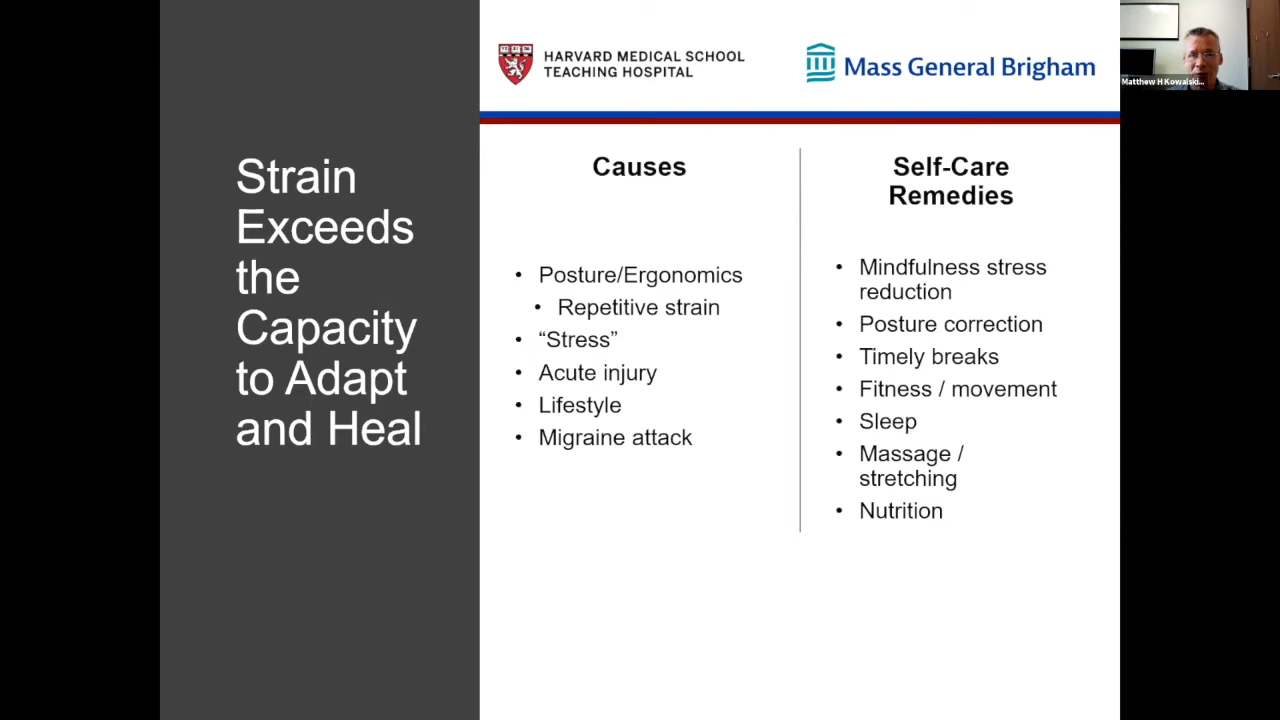 HARVARD MEDICAL SCHOOL
TEACHING HOSPITAL
Mass General Brigham
Matthew H Kowalski...
Strain
Exceeds
the
Capacity
to Adapt
and Heal
Causes
• Posture/Ergonomics
• Repetitive strain
• “Stress”
• Acute injury
• Lifestyle
• Migraine attack
Self-Care
Remedies
• Mindfulness stress
reduction
• Posture correction
• Timely breaks
• Fitness / movement
• Sleep
• Massage /
stretching
• Nutrition